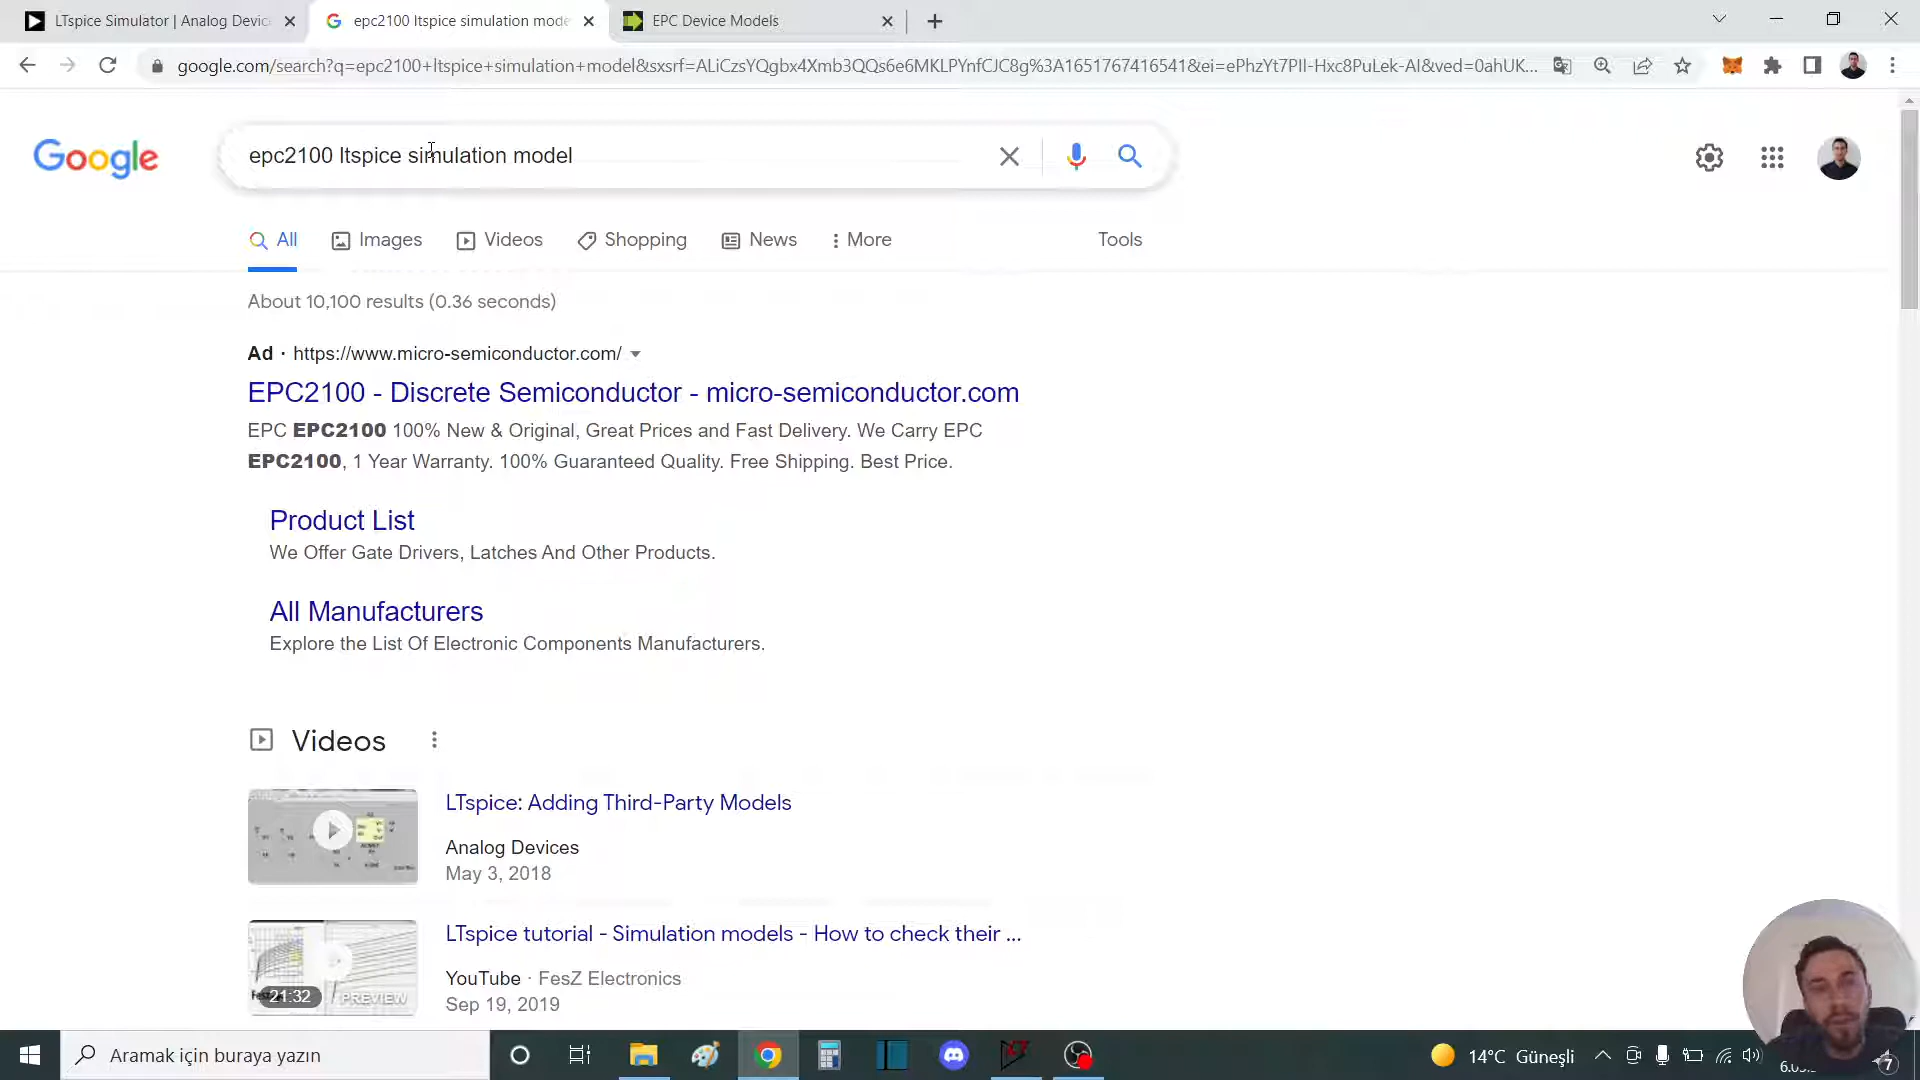 LTspice Simulator | Analog Devic
epc2100 ltspice simulation mode
EPC Device Models
google.com/search?q=epc2100+ltspice+simulation+model&sxsrf=ALiCzsYQgbx4Xmb3QQs6e6MKLPYnfCJC8g%3A1651767416541&ei=ePhzYt7PII-Hxc8PuLek-AI&ved=0ahUK...
Google
epc2100 ltspice simulation model
All
Images
Videos
Shopping
News
More
Tools
About 10,100 results (0.36 seconds)
Ad · https://www.micro-semiconductor.com/
EPC2100 - Discrete Semiconductor - micro-semiconductor.com
EPC EPC2100 100% New & Original, Great Prices and Fast Delivery. We Carry EPC
EPC2100, 1 Year Warranty. 100% Guaranteed Quality. Free Shipping. Best Price.
Product List
We Offer Gate Drivers, Latches And Other Products.
All Manufacturers
Explore the List Of Electronic Components Manufacturers.
Videos
LTspice: Adding Third-Party Models
Analog Devices
May 3, 2018
LTspice tutorial - Simulation models - How to check their ...
YouTube · FesZ Electronics
Sep 19, 2019
21:32
PREVIEW
Aramak için buraya yazın
14°C Güneşli
7